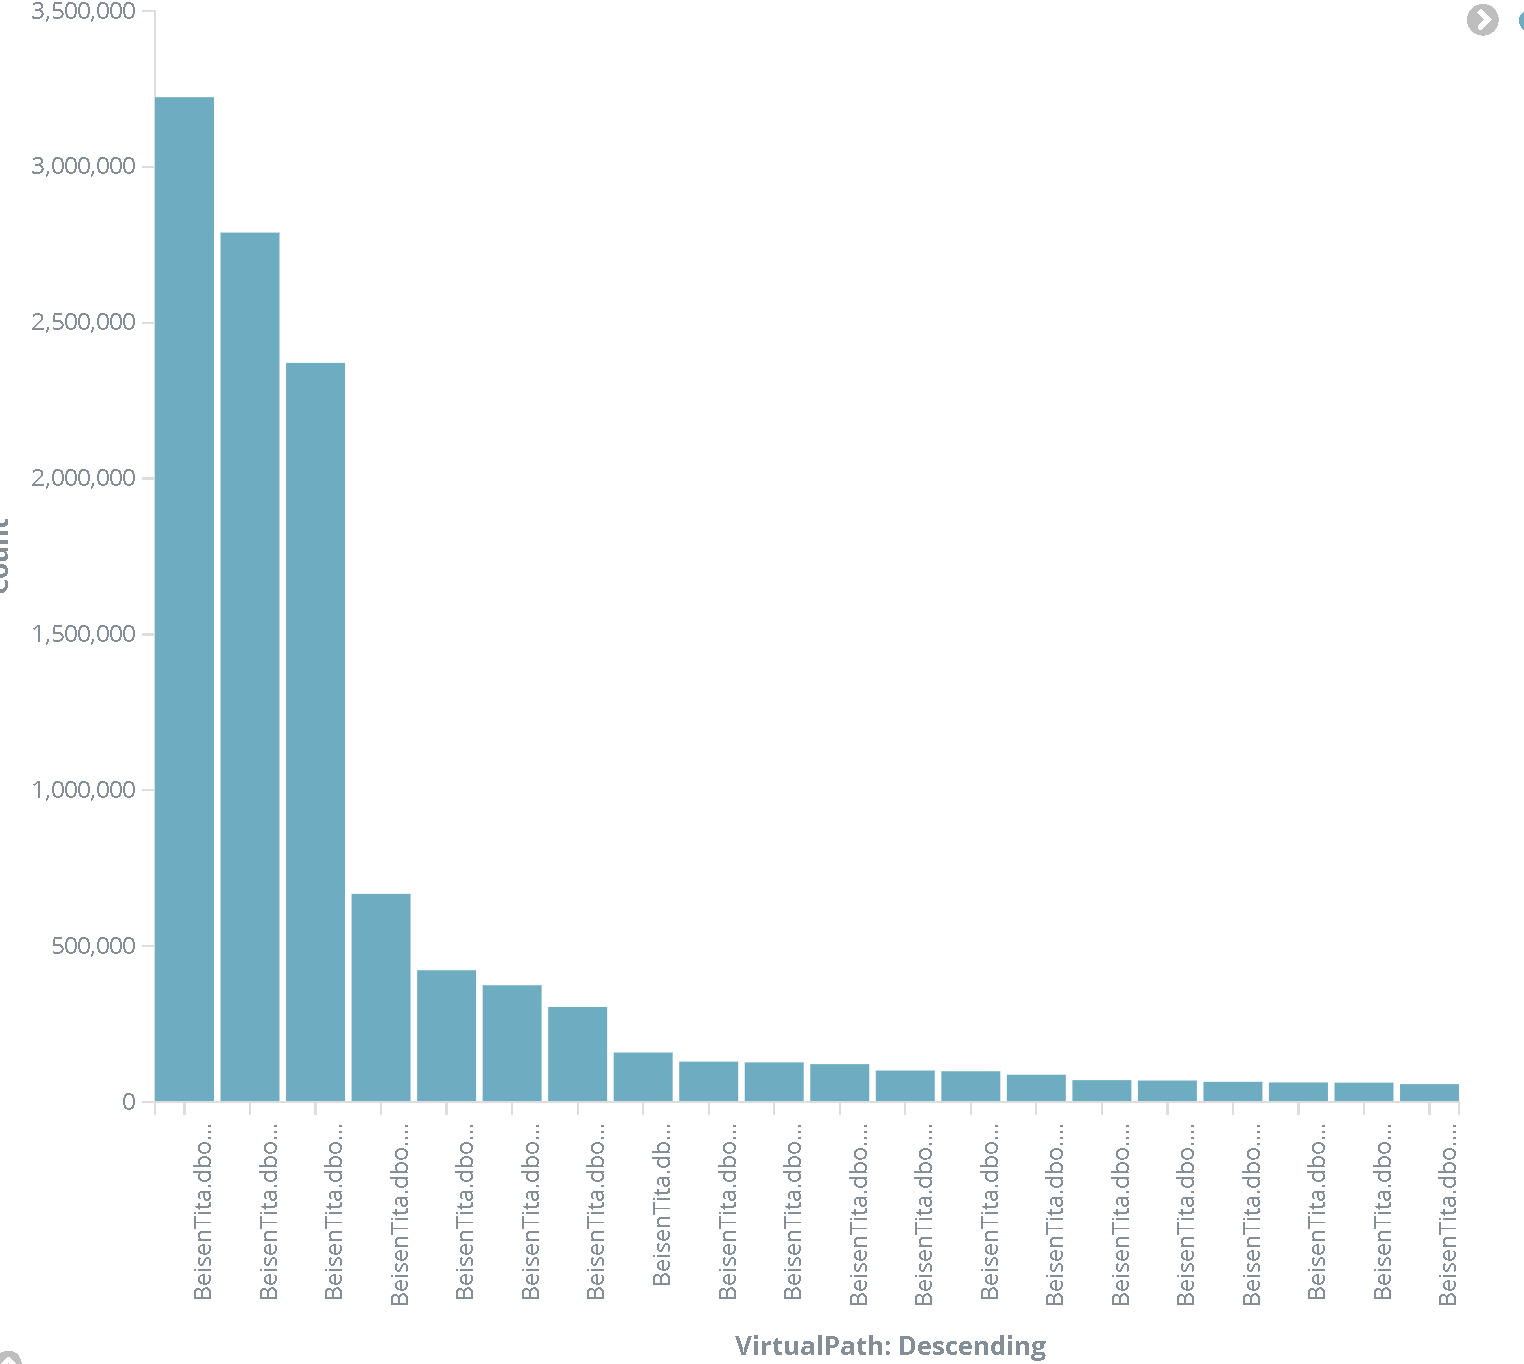 3,500,000
3,000,000
2,500,000
2,000,000
1,500,000
1,000,000
500,000
0
Count
BeisenTita.dbo...
BeisenTita.dbo...
BeisenTita.dbo...
BeisenTita.dbo....
BeisenTita.dbo...
BeisenTita.dbo...
BeisenTita.dbo...
BeisenTita.db...
BeisenTita.dbo...
BeisenTita.dbo...
BeisenTita.dbo....
BeisenTita.dbo....
BeisenTita.dbo...
BeisenTita.dbo....
BeisenTita.dbo....
BeisenTita.dbo....
BeisenTita.dbo....
BeisenTita.dbo...
BeisenTita.dbo...
BeisenTita.dbo....
VirtualPath: Descending